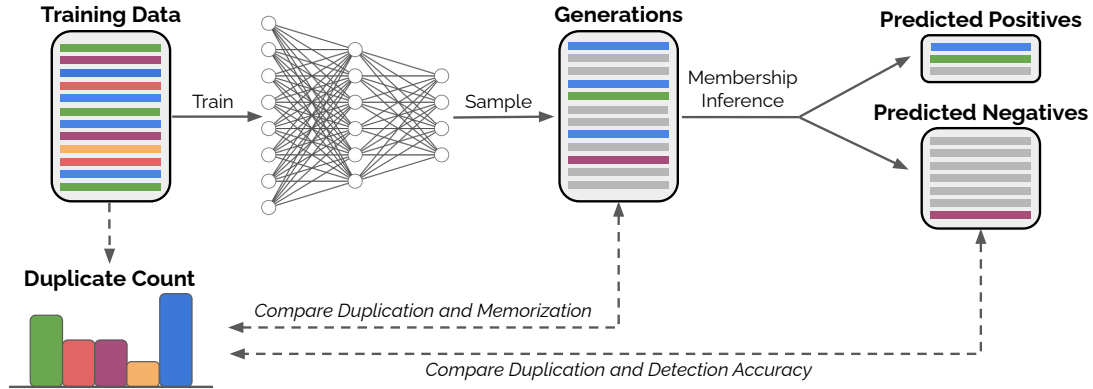 Training Data
Generations
Predicted Positives
Train
Sample
Membership
Inference
Predicted Negatives
Duplicate Count
Compare Duplication and Memorization
Compare Duplication and Detection Accuracy